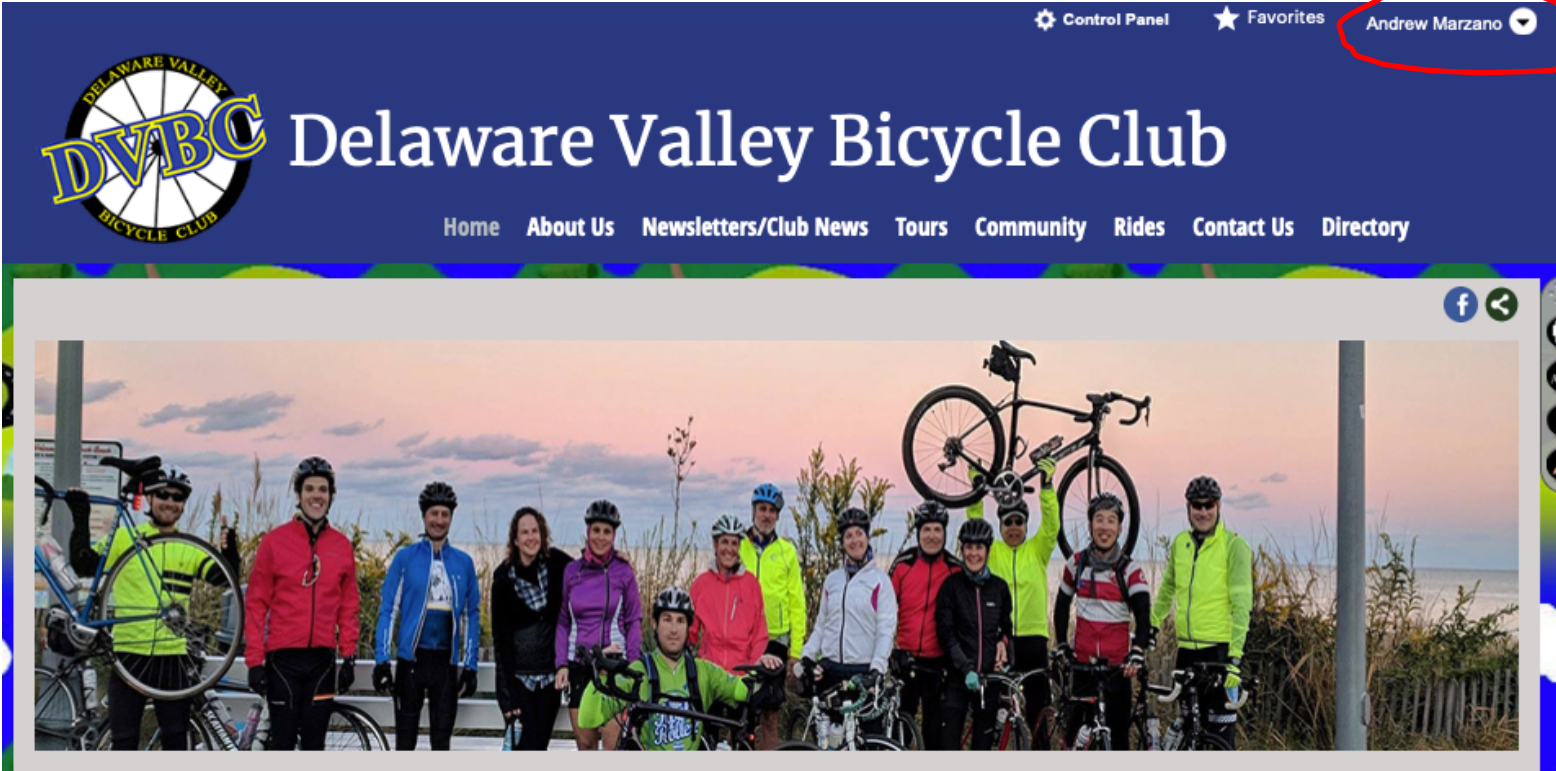 Control Panel
Favorites
Andrew Marzano
DELAWARE VALLEY
DVBC
BICYCLE CLUB
Delaware Valley Bicycle Club
Home About Us Newsletters/Club News Tours Community Rides Contact Us Directory
f